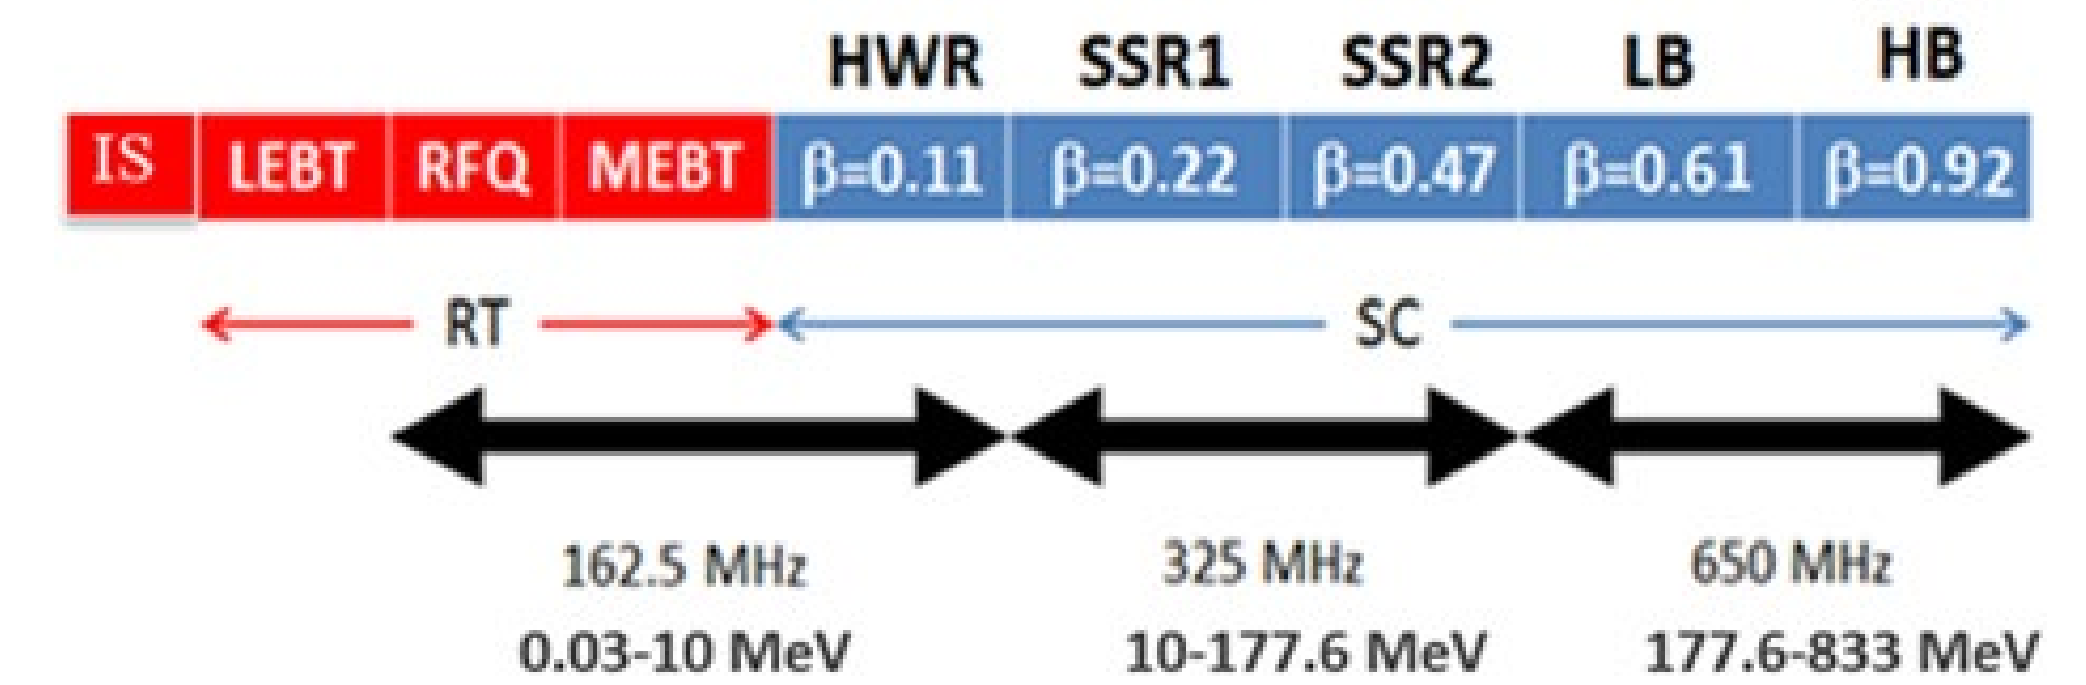 HWR SSR1 SSR2 LB HB
IS LEBT RFQ MEBT β=0.11 β=0.22 β=0.47 β=0.61 β=0.92
RT SC
162.5 MHz 325 MHz 650 MHz
0.03-10 MeV 10-177.6 MeV 177.6-833 MeV